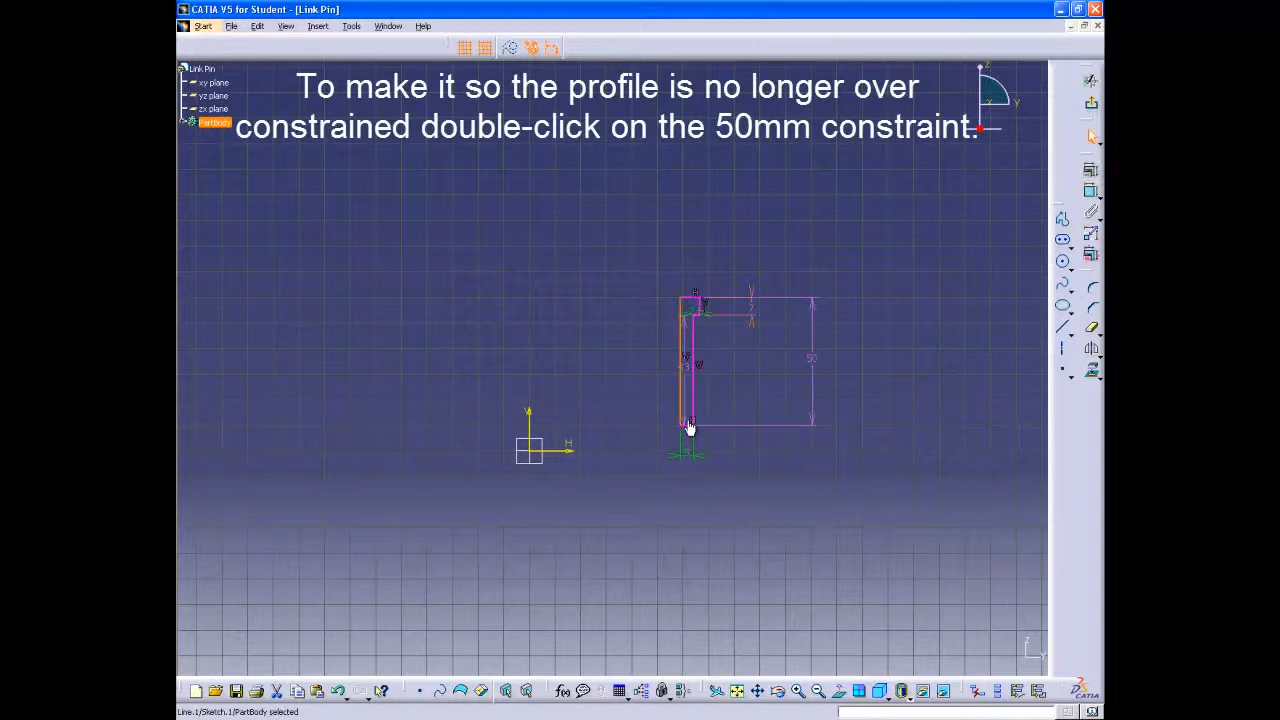 CATIA V5 for Student - [Link Pin]
Start File Edit View Insert Tools Window Help
Link Pin
xy plane
yz plane
zx plane
PartBody
To make it so the profile is no longer over
constrained double-click on the 50mm constraint.
Z
X Y
H
V
V
50
V
H
Z
Y
CATIA
Line.1/Sketch.1/PartBody selected